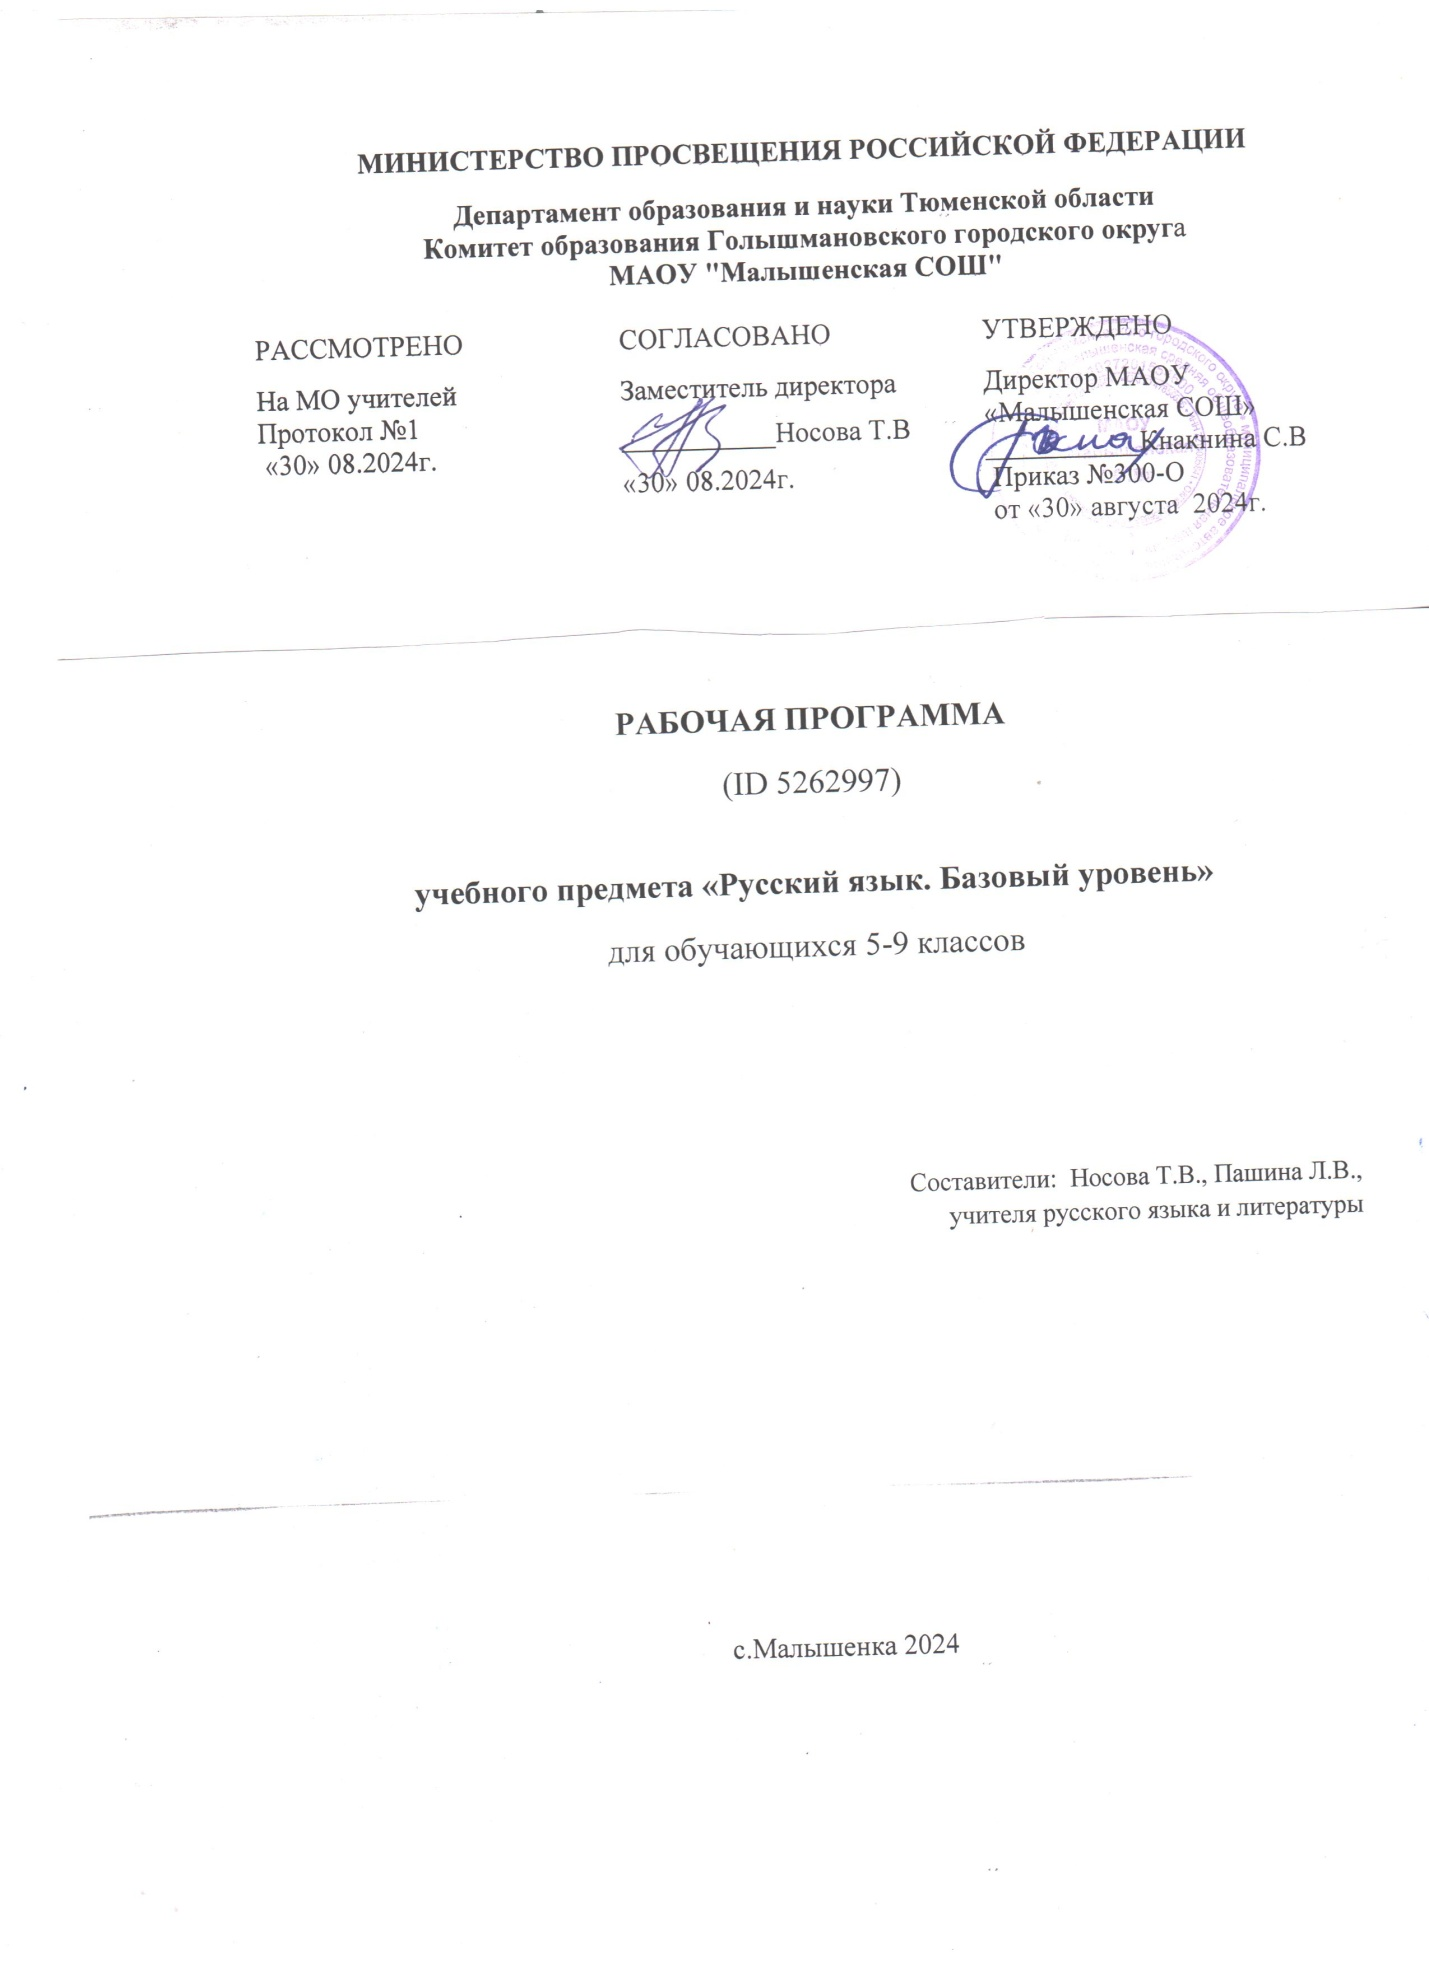 МИНИСТЕРСТВО ПРОСВЕЩЕНИЯ РОССИЙСКОЙ ФЕДЕРАЦИИ
Департамент образования и науки Тюменской области
Комитет образования Голышмановского городского округа
МАОУ "Малышенская СОШ"
РАССМОТРЕНО
На МО учителей
Протокол №1
«30» 08.2024г.
СОГЛАСОВАНО
Заместитель директора
___________Носова Т.В
«30» 08.2024г.
УТВЕРЖДЕНО
Директор МАОУ
«Малышенская СОШ»
___________Кнакнина С.В
Приказ №300-О
от «30» августа 2024г.
РАБОЧАЯ ПРОГРАММА
(ID 5262997)
учебного предмета «Русский язык. Базовый уровень»
для обучающихся 5-9 классов
Составители: Носова Т.В., Пашина Л.В.,
учителя русского языка и литературы
с.Малышенка 2024